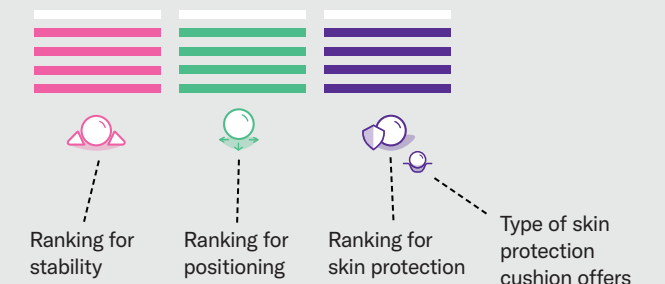 Ranking for
stability
Ranking for
positioning
Ranking for
skin protection
Type of skin
protection
cushion offers